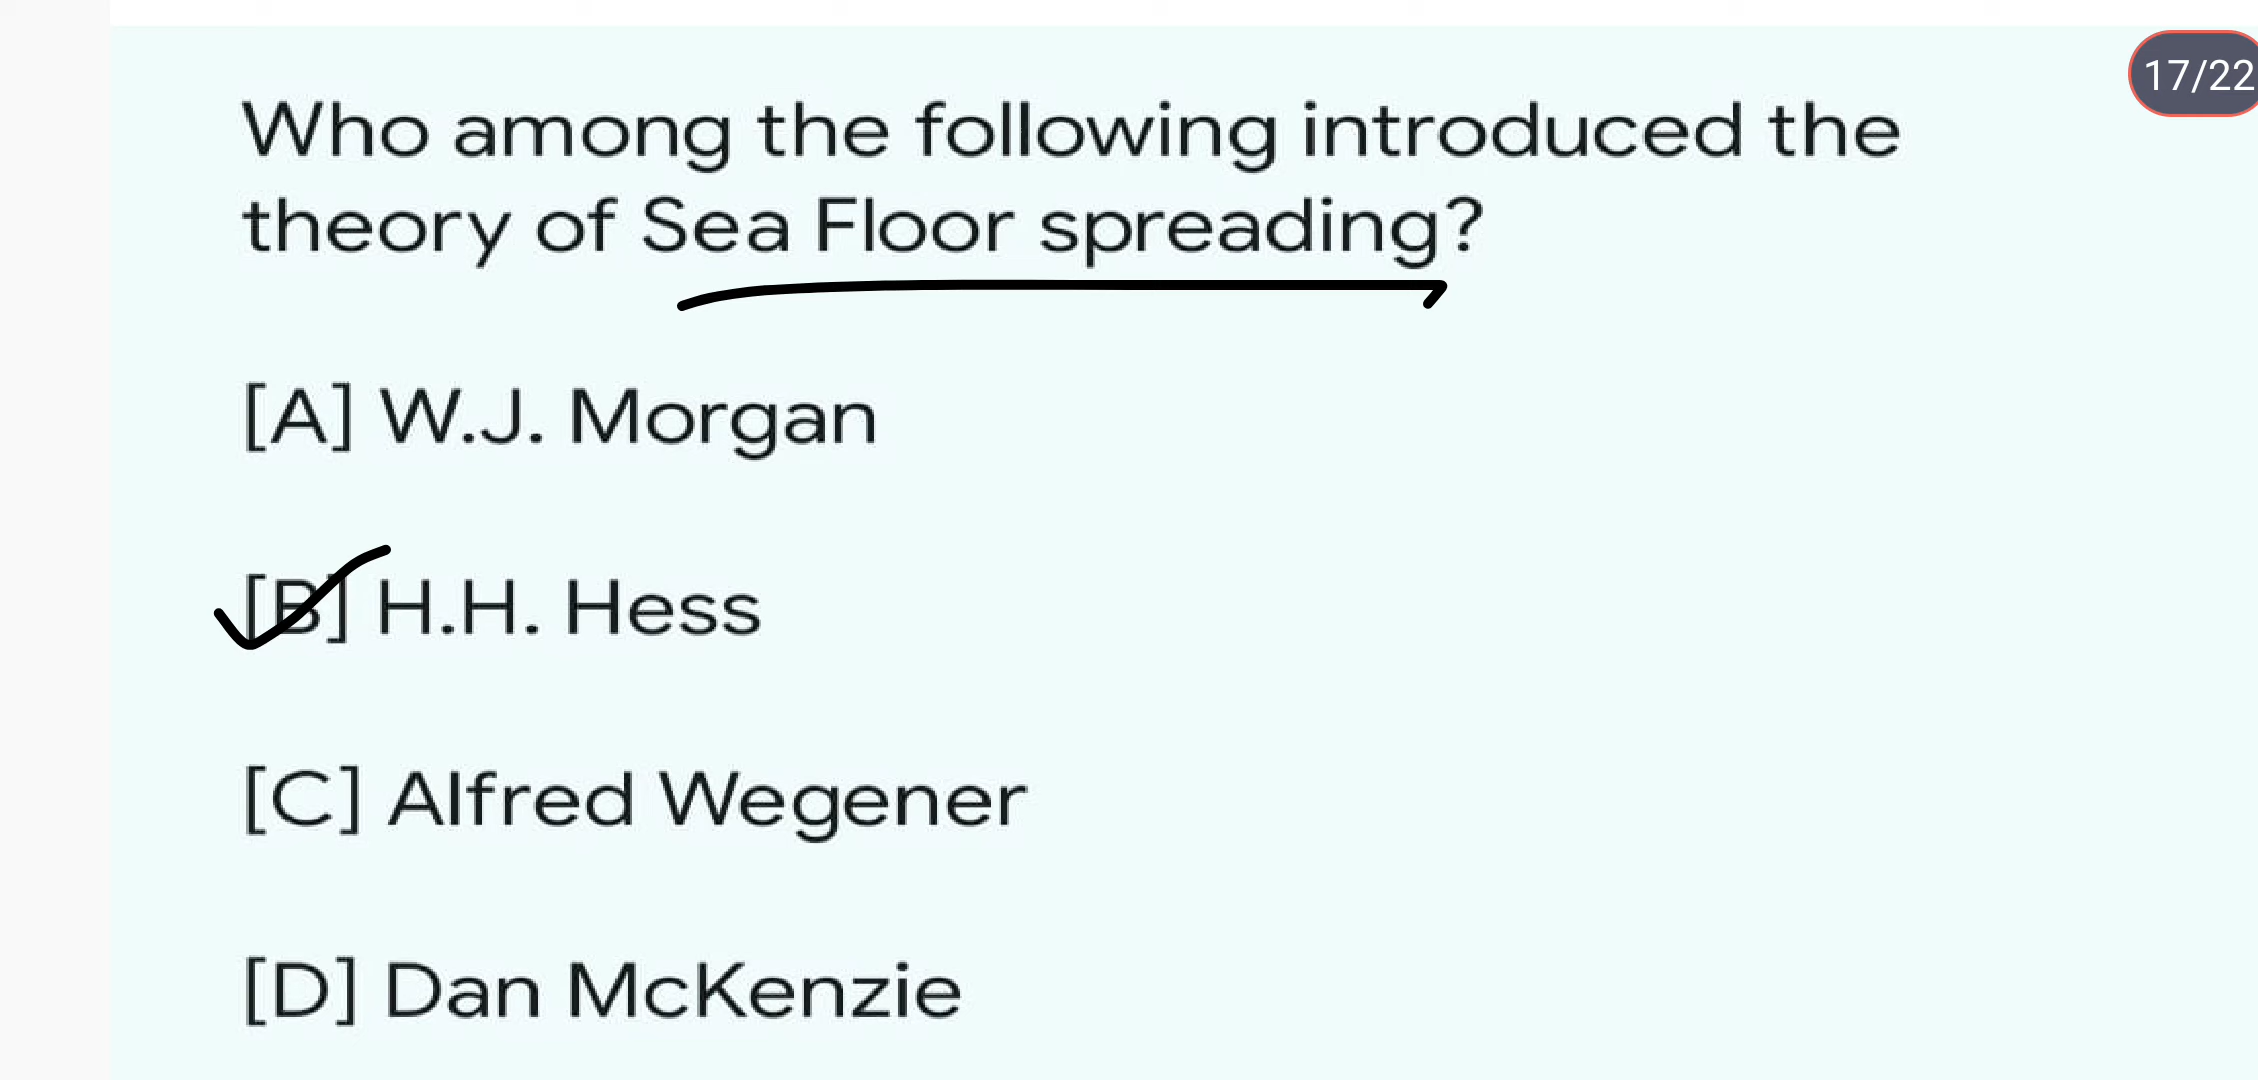 17/22
Who among the following introduced the
theory of Sea Floor spreading?
[A] W.J. Morgan
[B] H.H. Hess
[C] Alfred Wegener
[D] Dan McKenzie